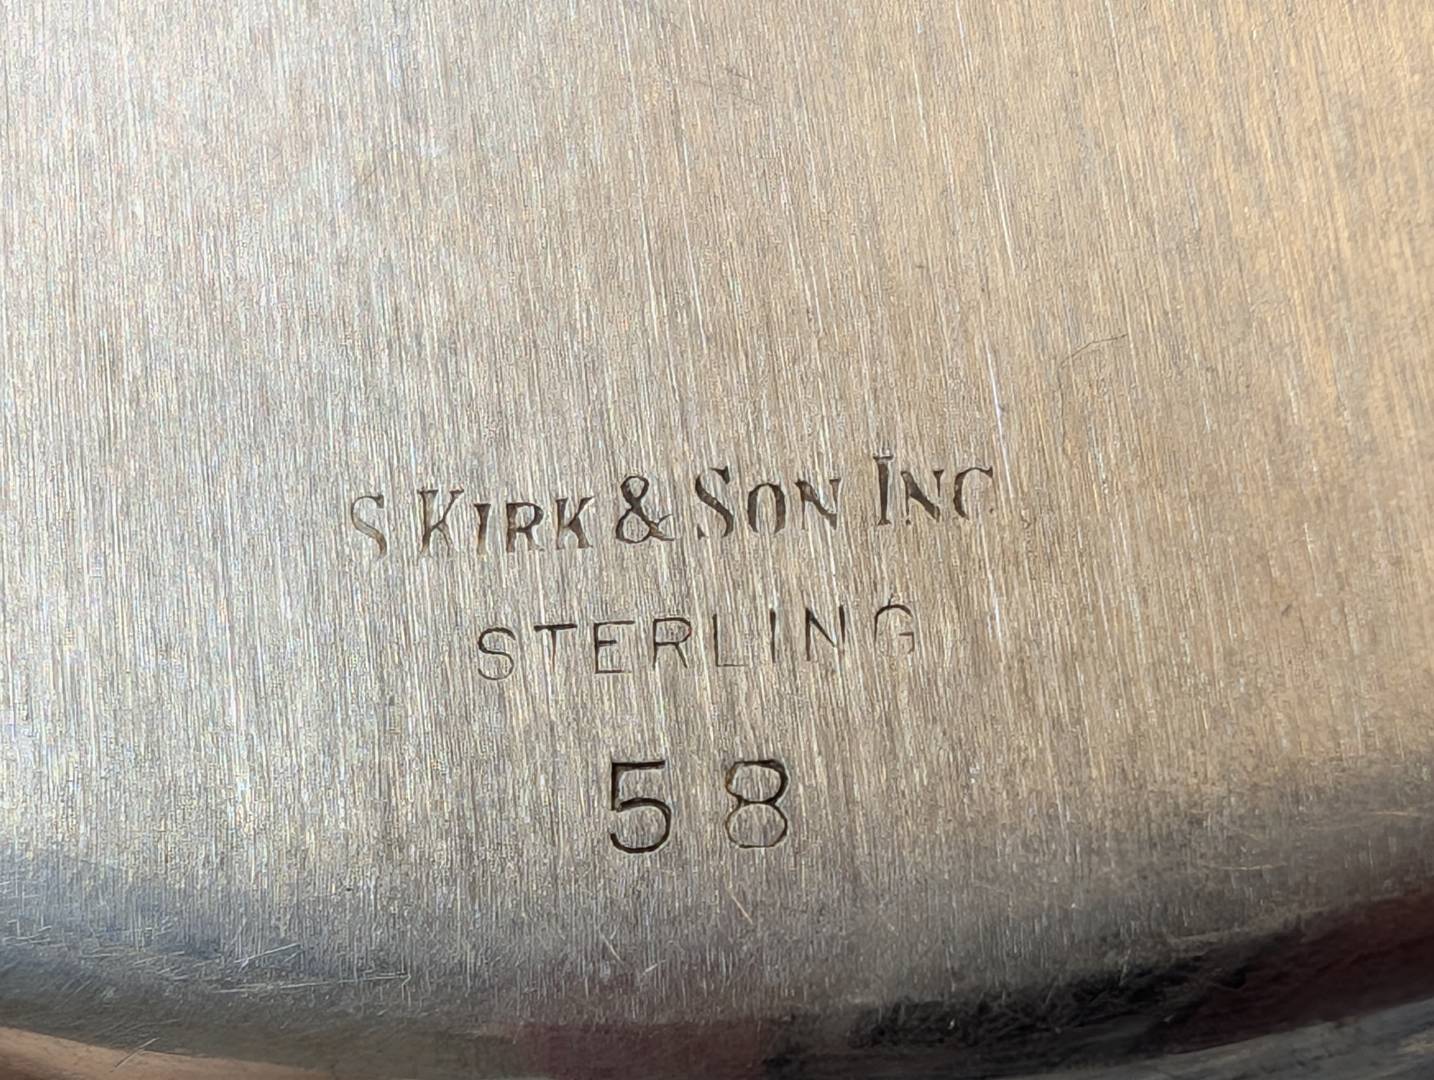 S KIRK & SON INC
STERLING
58